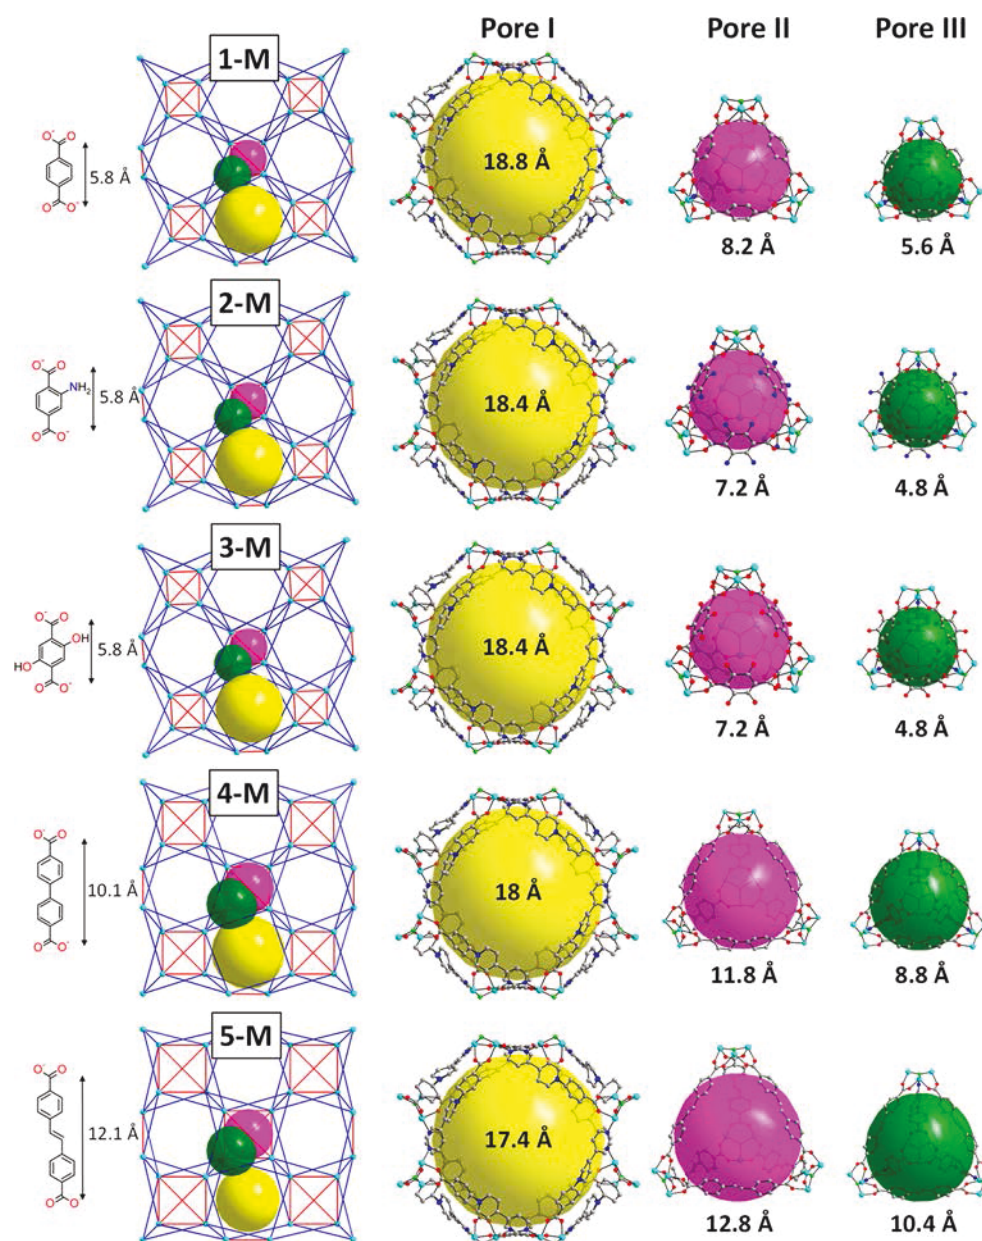 Pore I Pore II Pore III
1-M
O⁻ O
5.8 Å
O O⁻
18.8 Å
8.2 Å 5.6 Å
2-M
O⁻ O
NH₂
5.8 Å
O O⁻
18.4 Å
7.2 Å 4.8 Å
3-M
O⁻ O
OH
HO
5.8 Å
O O⁻
18.4 Å
7.2 Å 4.8 Å
4-M
O⁻ O
10.1 Å
O O⁻
18 Å
11.8 Å 8.8 Å
5-M
O⁻ O
12.1 Å
O O⁻
17.4 Å
12.8 Å 10.4 Å